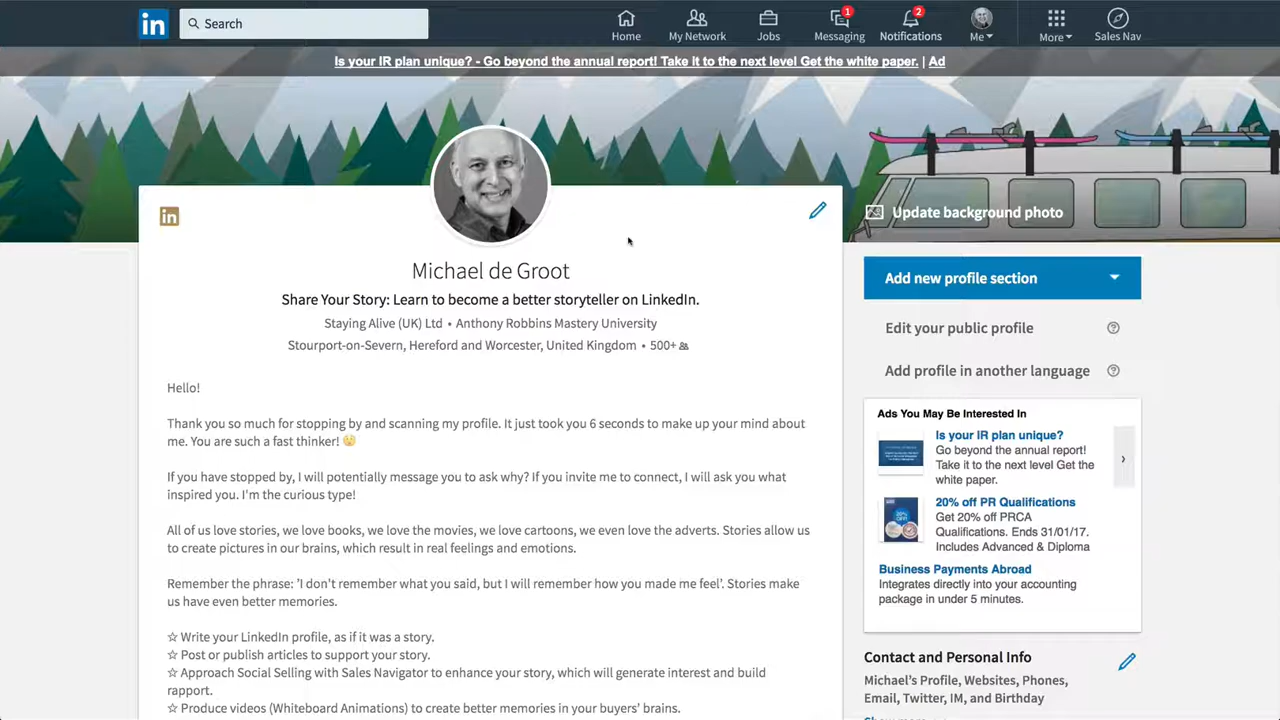 in
Search
Home
My Network
Jobs
1
Messaging
2
Notifications
Me
More
Sales Nav
Is your IR plan unique? - Go beyond the annual report! Take it to the next level Get the white paper. | Ad
Update background photo
in
Michael de Groot
Share Your Story: Learn to become a better storyteller on LinkedIn.
Staying Alive (UK) Ltd • Anthony Robbins Mastery University
Stourport-on-Severn, Hereford and Worcester, United Kingdom • 500+
Hello!
Thank you so much for stopping by and scanning my profile. It just took you 6 seconds to make up your mind about
me. You are such a fast thinker!
If you have stopped by, I will potentially message you to ask why? If you invite me to connect, I will ask you what
inspired you. I'm the curious type!
All of us love stories, we love books, we love the movies, we love cartoons, we even love the adverts. Stories allow us
to create pictures in our brains, which result in real feelings and emotions.
Remember the phrase: 'I don't remember what you said, but I will remember how you made me feel'. Stories make
us have even better memories.
☆ Write your LinkedIn profile, as if it was a story.
☆ Post or publish articles to support your story.
☆ Approach Social Selling with Sales Navigator to enhance your story, which will generate interest and build
rapport.
☆ Produce videos (Whiteboard Animations) to create better memories in your buyers' brains.
Add new profile section
Edit your public profile
Add profile in another language
Ads You May Be Interested In
Is your IR plan unique?
Go beyond the annual report!
Take it to the next level Get the
white paper.
20% off PR Qualifications
Get 20% off PRCA
Qualifications. Ends 31/01/17.
Includes Advanced & Diploma
Business Payments Abroad
Integrates directly into your accounting
package in under 5 minutes.
Contact and Personal Info
Michael's Profile, Websites, Phones,
Email, Twitter, IM, and Birthday